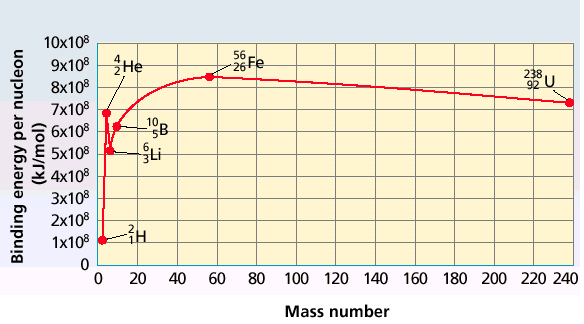 Binding energy per nucleon
(kJ/mol)
10x10⁸
9x10⁸
8x10⁸
7x10⁸
6x10⁸
5x10⁸
4x10⁸
3x10⁸
2x10⁸
1x10⁸
0
⁴₂He
⁵⁶₂₆Fe
²³⁸₉₂U
¹⁰₅B
⁶₃Li
²₁H
0 20 40 60 80 100 120 140 160 180 200 220 240
Mass number